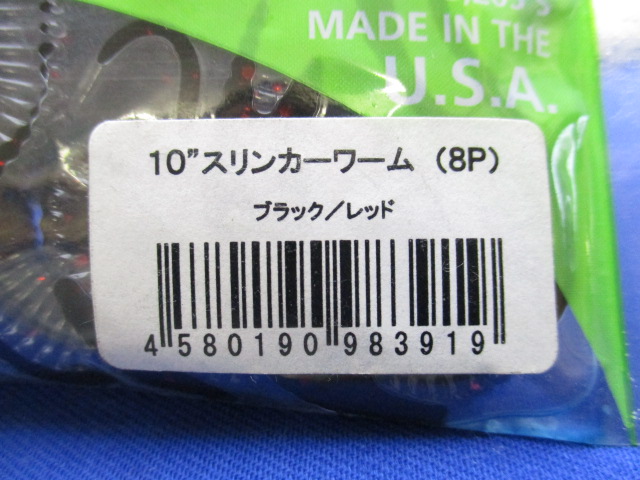 MADE IN THE
U.S.A.
10”スリンカーワーム（8P）
ブラック／レッド
4 580190 983919